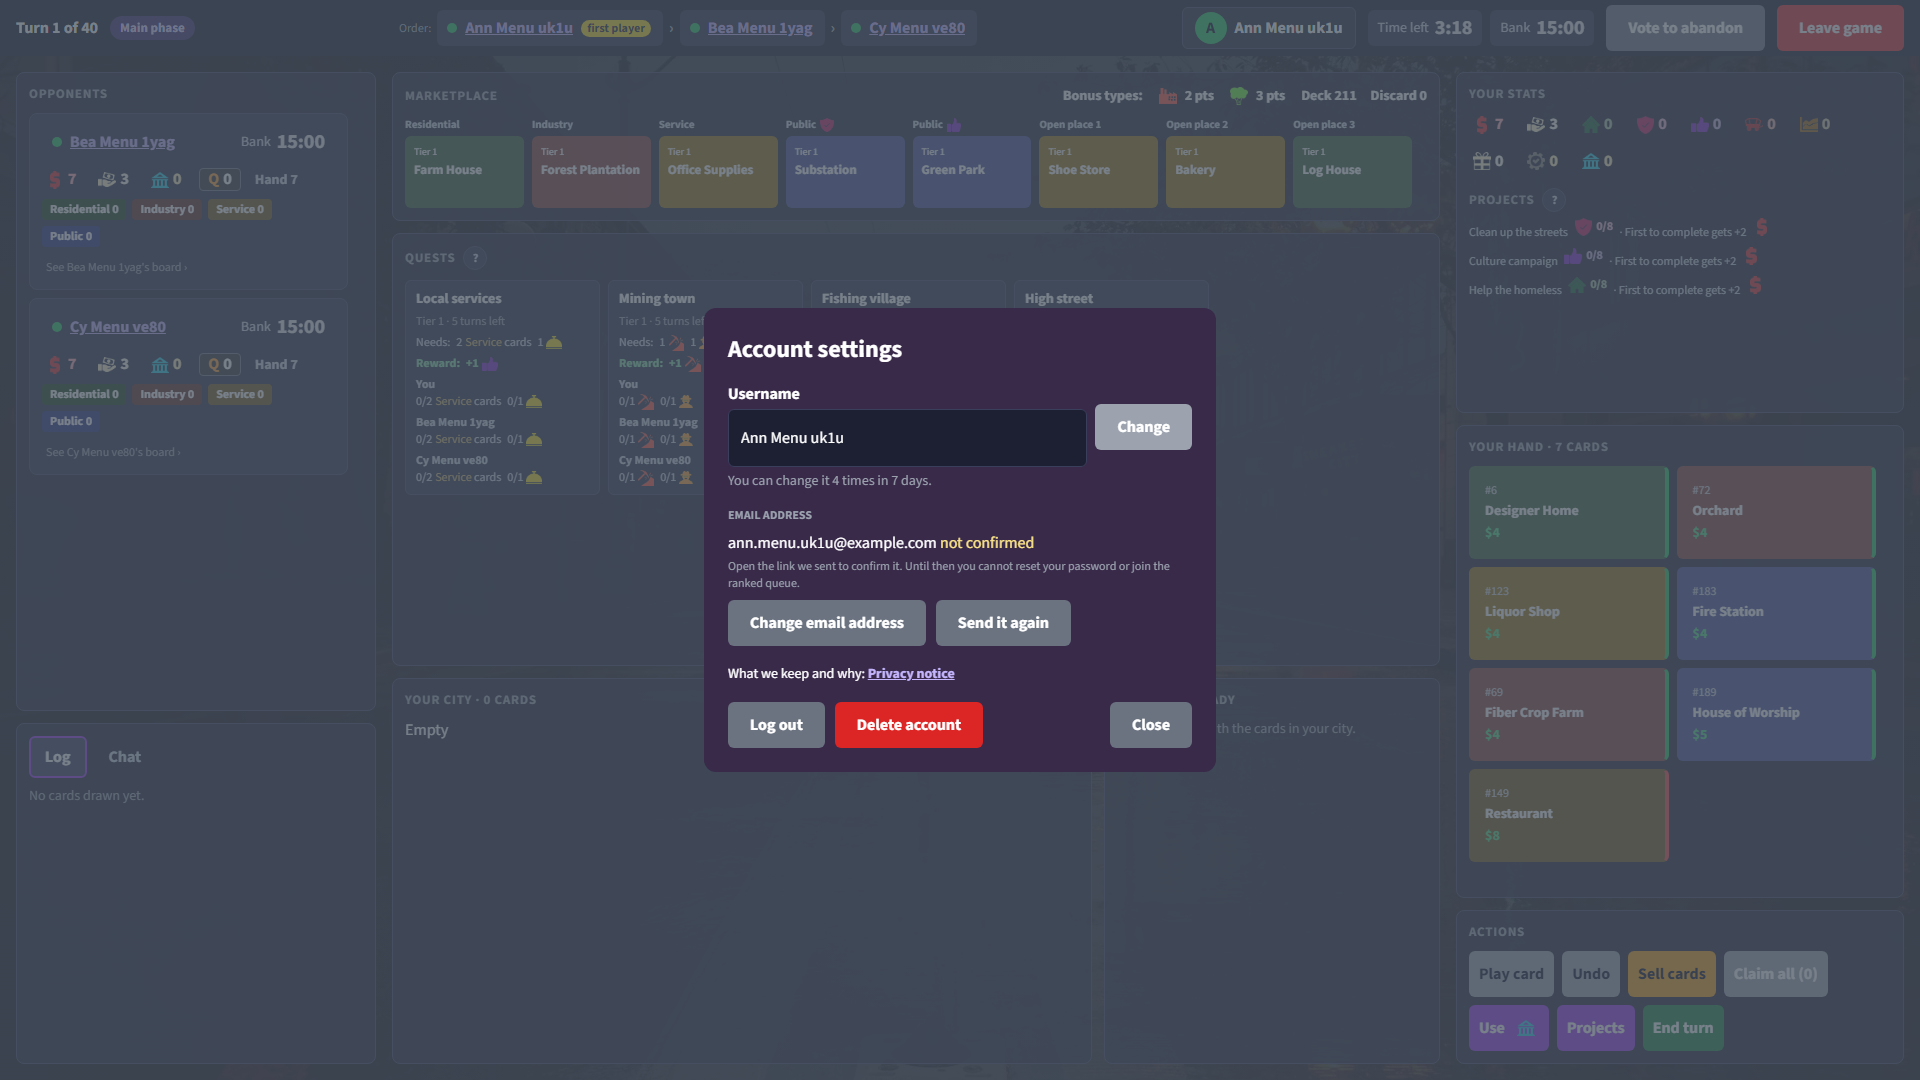 Turn 1 of 40 Main phase
Order: Ann Menu uk1u first player › Bea Menu 1yag › Cy Menu ve80
A Ann Menu uk1u Time left 3:18 Bank 15:00 Vote to abandon Leave game
OPPONENTS
Bea Menu 1yag Bank 15:00
7 3 0 Q 0 Hand 7
Residential 0 Industry 0 Service 0
Public 0
See Bea Menu 1yag's board ›
Cy Menu ve80 Bank 15:00
7 3 0 Q 0 Hand 7
Residential 0 Industry 0 Service 0
Public 0
See Cy Menu ve80's board ›
Log Chat
No cards drawn yet.
MARKETPLACE Bonus types: 2 pts 3 pts Deck 211 Discard 0
Residential Industry Service Public Public Open place 1 Open place 2 Open place 3
Tier 1 Tier 1 Tier 1 Tier 1 Tier 1 Tier 1 Tier 1 Tier 1
Farm House Forest Plantation Office Supplies Substation Green Park Shoe Store Bakery Log House
QUESTS ?
Local services Mining town Fishing village High street
Tier 1 · 5 turns left Tier 1 · 5 turns lef
Needs: 2 Service cards 1 Needs: 1 1
Reward: +1 Reward: +1
You You
0/2 Service cards 0/1 0/1 0/1
Bea Menu 1yag Bea Menu 1yag
0/2 Service cards 0/1 0/1 0/1
Cy Menu ve80 Cy Menu ve80
0/2 Service cards 0/1 0/1 0/1
YOUR CITY · 0 CARDS
Empty
ADY
th the cards in your city.
Account settings
Username
Ann Menu uk1u Change
You can change it 4 times in 7 days.
EMAIL ADDRESS
ann.menu.uk1u@example.com not confirmed
Open the link we sent to confirm it. Until then you cannot reset your password or join the
ranked queue.
Change email address Send it again
What we keep and why: Privacy notice
Log out Delete account Close
YOUR STATS
$ 7 3 0 0 0 0 0
0 0 0
PROJECTS ?
Clean up the streets 0/8 · First to complete gets +2 $
Culture campaign 0/8 · First to complete gets +2 $
Help the homeless 0/8 · First to complete gets +2 $
YOUR HAND · 7 CARDS
#6 #72
Designer Home Orchard
$4 $4
#123 #183
Liquor Shop Fire Station
$4 $4
#69 #189
Fiber Crop Farm House of Worship
$4 $5
#149
Restaurant
$8
ACTIONS
Play card Undo Sell cards Claim all (0)
Use Projects End turn